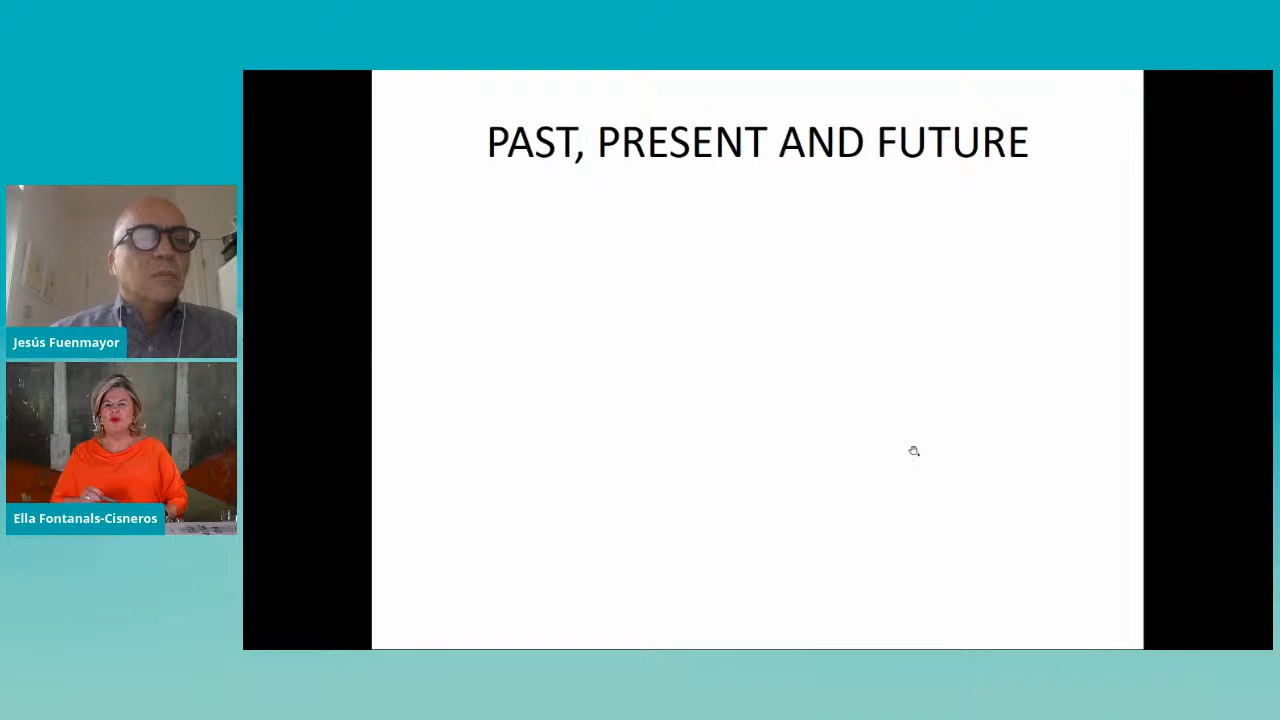 PAST, PRESENT AND FUTURE
Jesús Fuenmayor
Ella Fontanals-Cisneros